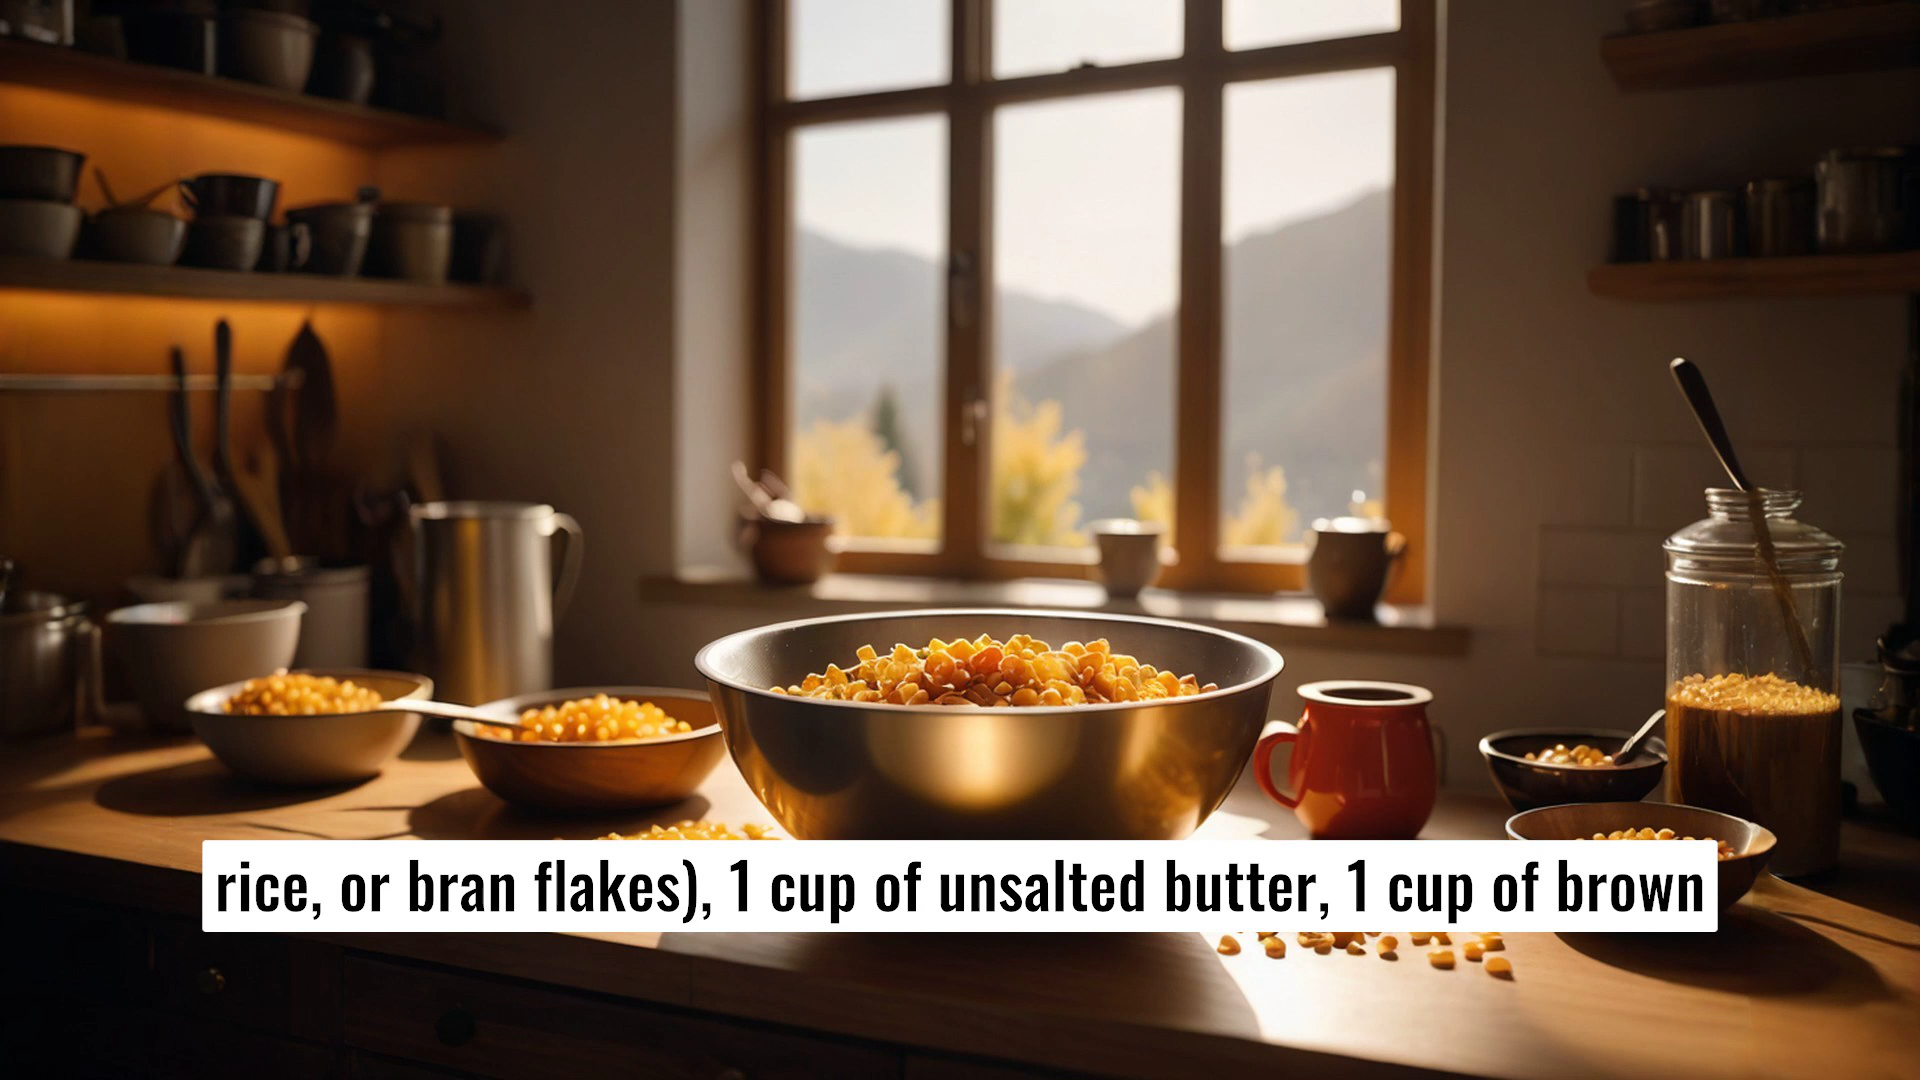 rice, or bran flakes), 1 cup of unsalted butter, 1 cup of brown